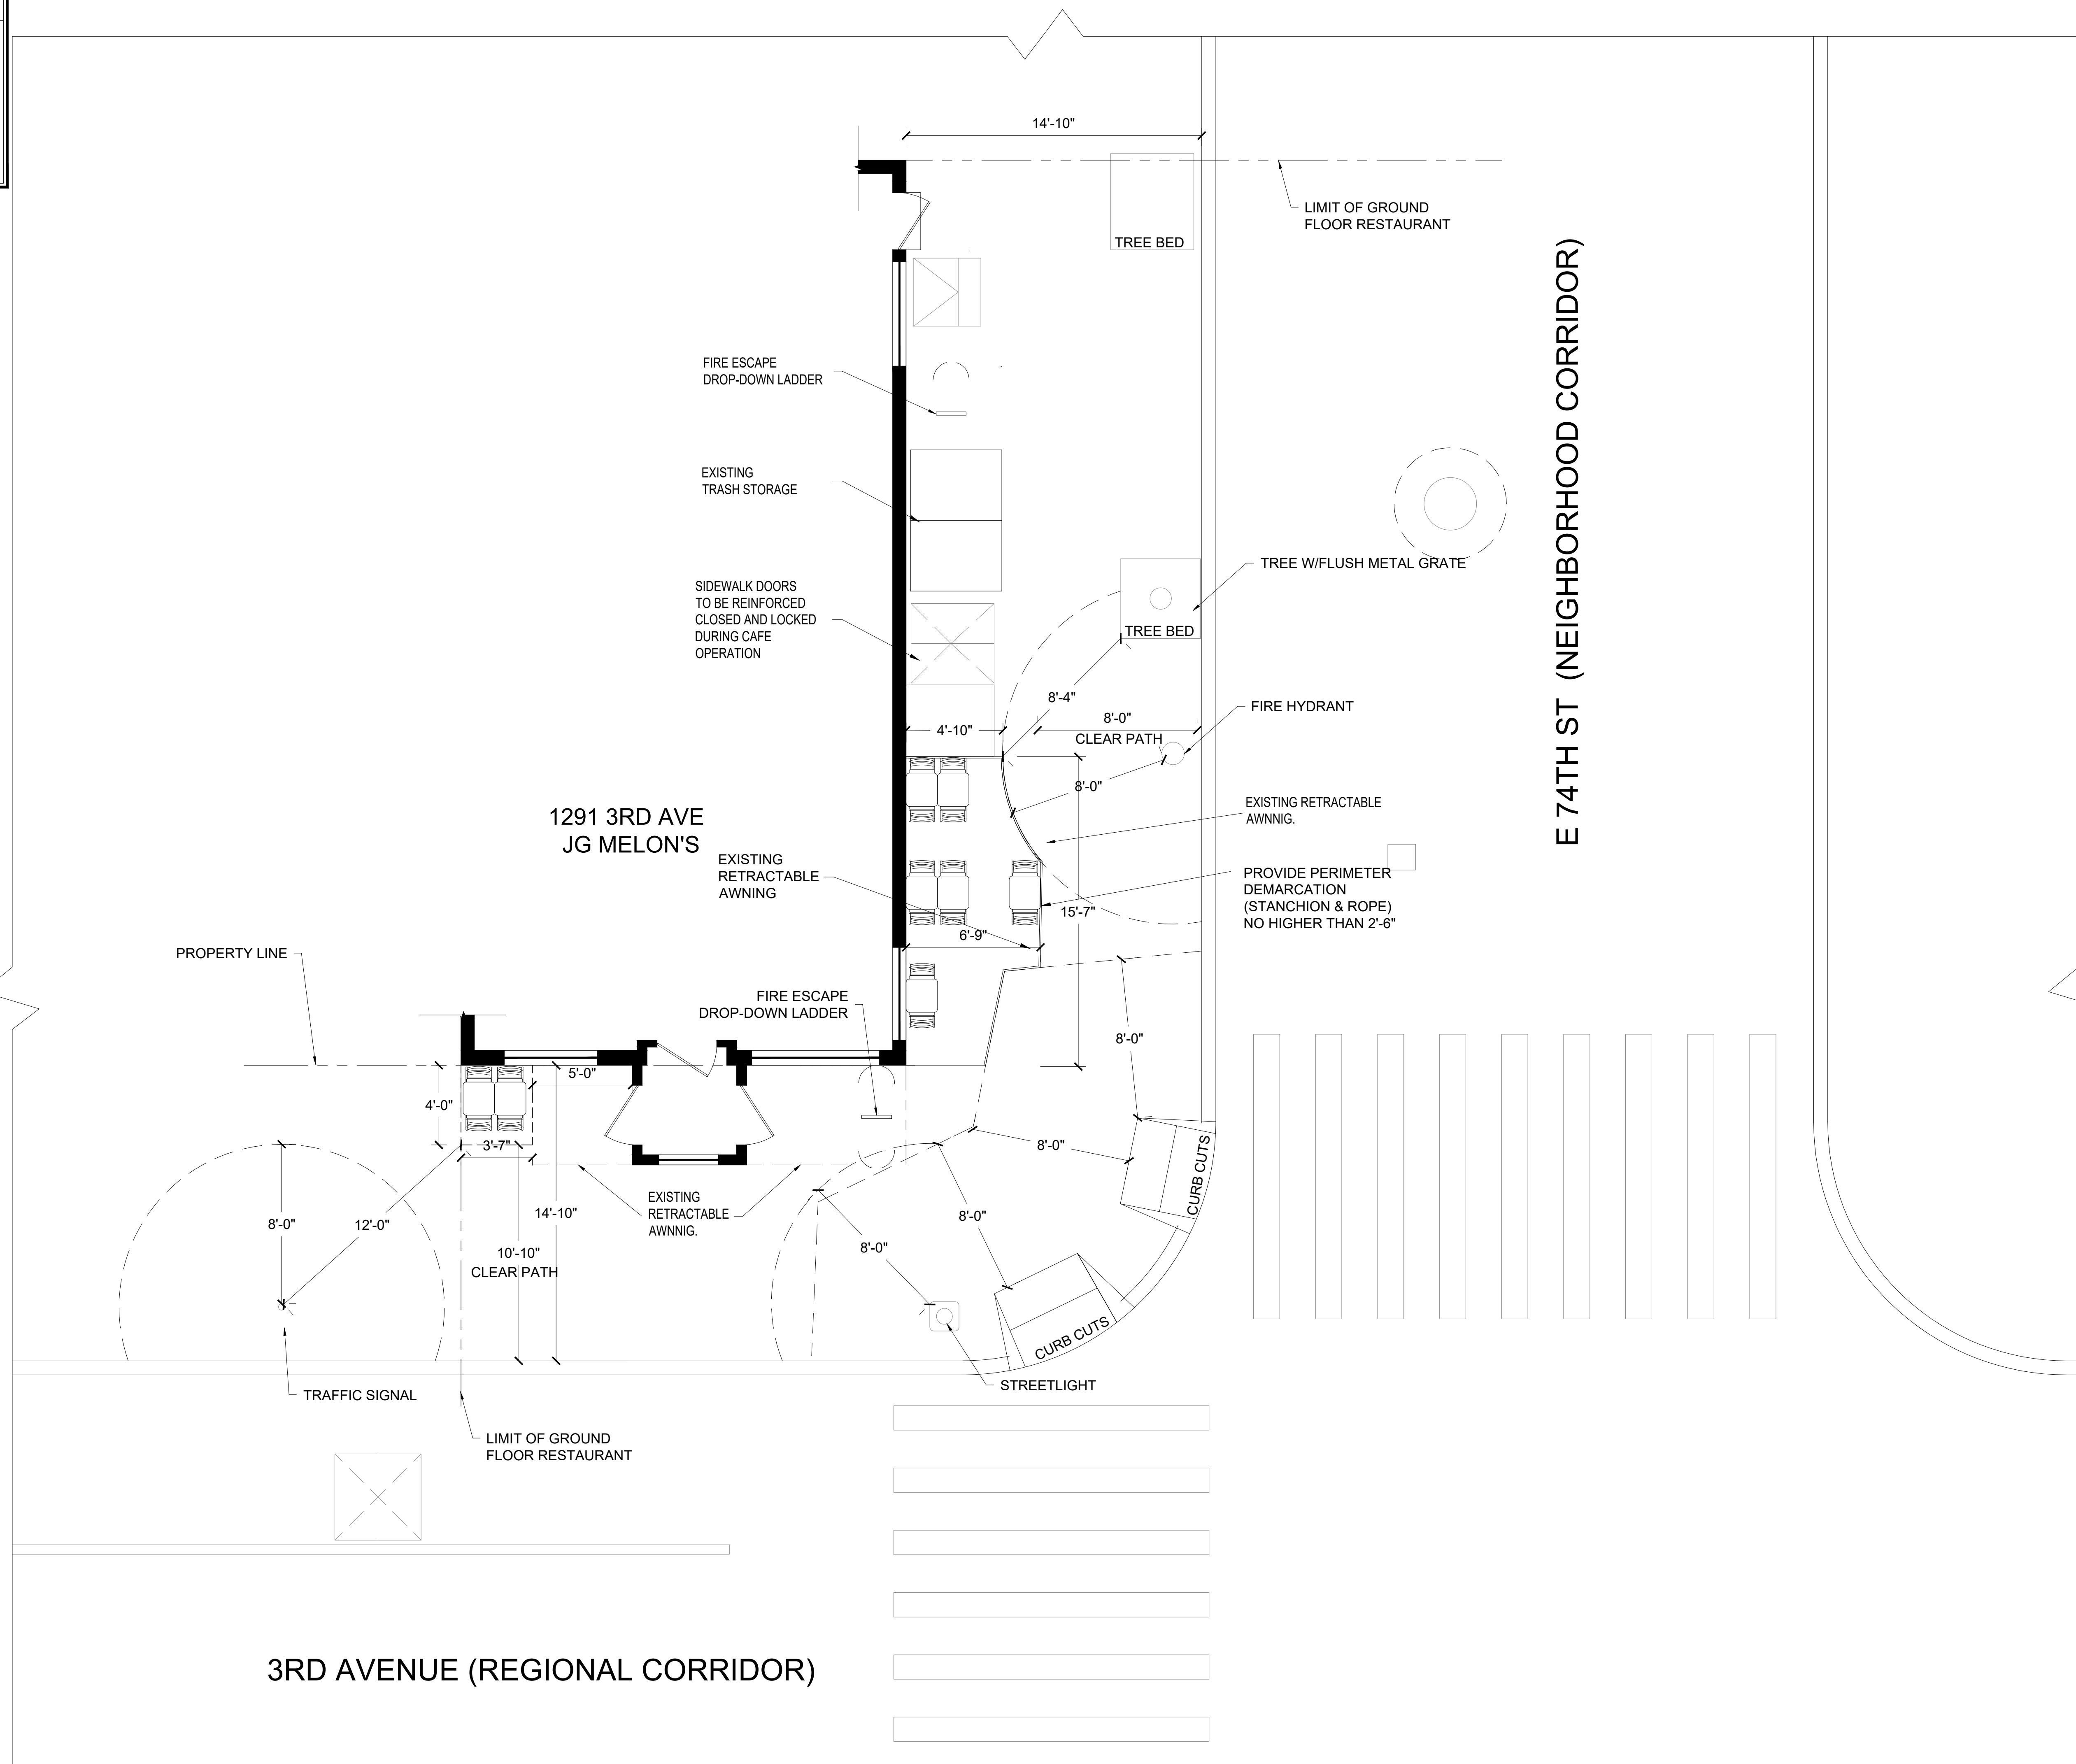 14'-10"
LIMIT OF GROUND
FLOOR RESTAURANT
TREE BED
E 74TH ST (NEIGHBORHOOD CORRIDOR)
FIRE ESCAPE
DROP-DOWN LADDER
EXISTING
TRASH STORAGE
TREE W/FLUSH METAL GRATE
SIDEWALK DOORS
TO BE REINFORCED
CLOSED AND LOCKED
DURING CAFE
OPERATION
TREE BED
8'-4"
FIRE HYDRANT
4'-10"
8'-0"
CLEAR PATH
8'-0"
EXISTING RETRACTABLE
AWNNIG.
1291 3RD AVE
JG MELON'S
EXISTING
RETRACTABLE
AWNING
PROVIDE PERIMETER
DEMARCATION
(STANCHION & ROPE)
NO HIGHER THAN 2'-6"
15'-7"
6'-9"
PROPERTY LINE
FIRE ESCAPE
DROP-DOWN LADDER
8'-0"
5'-0"
4'-0"
3'-7"
8'-0"
CURB CUTS
EXISTING
RETRACTABLE
AWNNIG.
14'-10"
8'-0"
12'-0"
8'-0"
8'-0"
10'-10"
CLEAR PATH
CURB CUTS
TRAFFIC SIGNAL
STREETLIGHT
LIMIT OF GROUND
FLOOR RESTAURANT
3RD AVENUE (REGIONAL CORRIDOR)